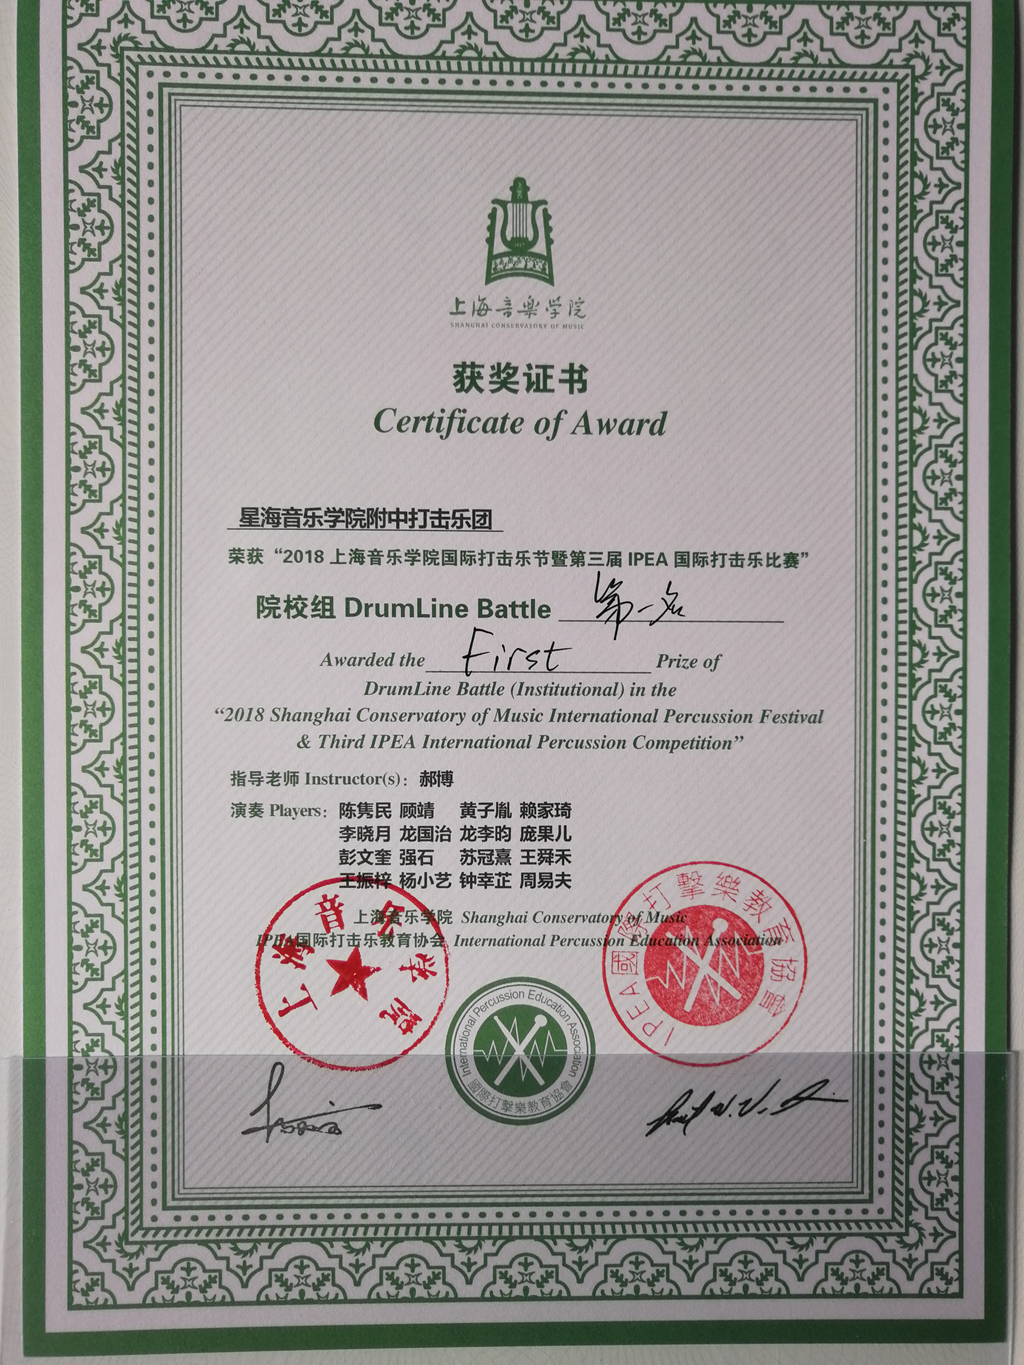 上海音樂学院
SHANGHAI CONSERVATORY OF MUSIC
获奖证书
Certificate of Award
星海音乐学院附中打击乐团
荣获“2018 上海音乐学院国际打击乐节暨第三届 IPEA 国际打击乐比赛”
院校组 DrumLine Battle 第一名
Awarded the First Prize of
DrumLine Battle (Institutional) in the
“2018 Shanghai Conservatory of Music International Percussion Festival
& Third IPEA International Percussion Competition”
指导老师 Instructor(s)： 郝博
演奏 Players： 陈隽民 顾靖 黄子胤 赖家琦
李晓月 龙国治 龙李昀 庞果儿
彭文奎 强石 苏冠熹 王舜禾
王振梓 杨小艺 钟幸芷 周易夫
上海音乐学院 Shanghai Conservatory of Music
IPEA国际打击乐教育协会 International Percussion Education Association
上海音乐学院
IPEA國際打擊樂教育協會
International Percussion Education Association
國際打擊樂教育協會